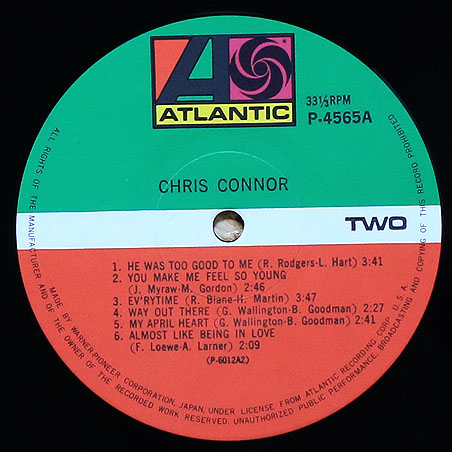 ATLANTIC
33⅓RPM
P-4565A
CHRIS CONNOR
TWO
1. HE WAS TOO GOOD TO ME (R. Rodgers-L. Hart) 3:41
2. YOU MAKE ME FEEL SO YOUNG
(J. Myraw-M. Gordon) 2:46
3. EV'RYTIME (R. Blane-H. Martin) 3:47
4. WAY OUT THERE (G. Wallington-B. Goodman) 2:27
5. MY APRIL HEART (G. Wallington-B. Goodman) 2:41
6. ALMOST LIKE BEING IN LOVE
(F. Loewe-A. Larner) 2:09
(P-6012A2)
MADE BY WARNER-PIONEER CORPORATION, JAPAN, UNDER LICENSE FROM ATLANTIC RECORDING CORP. U.S.A.
ALL RIGHTS OF THE MANUFACTURER AND OF THE OWNER OF THE RECORDED WORK RESERVED. UNAUTHORIZED PUBLIC PERFORMANCE, BROADCASTING AND COPYING OF THIS RECORD PROHIBITED